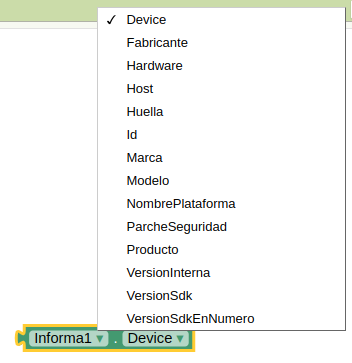 ✓ Device
Fabricante
Hardware
Host
Huella
Id
Marca
Modelo
NombrePlataforma
ParcheSeguridad
Producto
VersionInterna
VersionSdk
VersionSdkEnNumero
Informa1 ▾ . Device ▾